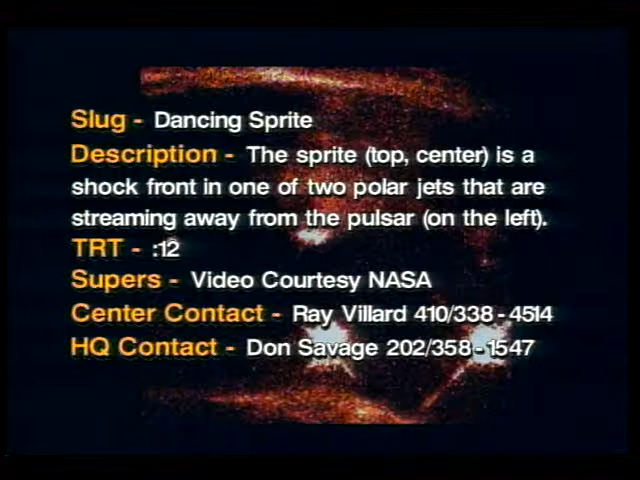 Slug - Dancing Sprite
Description - The sprite (top, center) is a
shock front in one of two polar jets that are
streaming away from the pulsar (on the left).
TRT - :12
Supers - Video Courtesy NASA
Center Contact - Ray Villard 410/338-4514
HQ Contact - Don Savage 202/358-1547